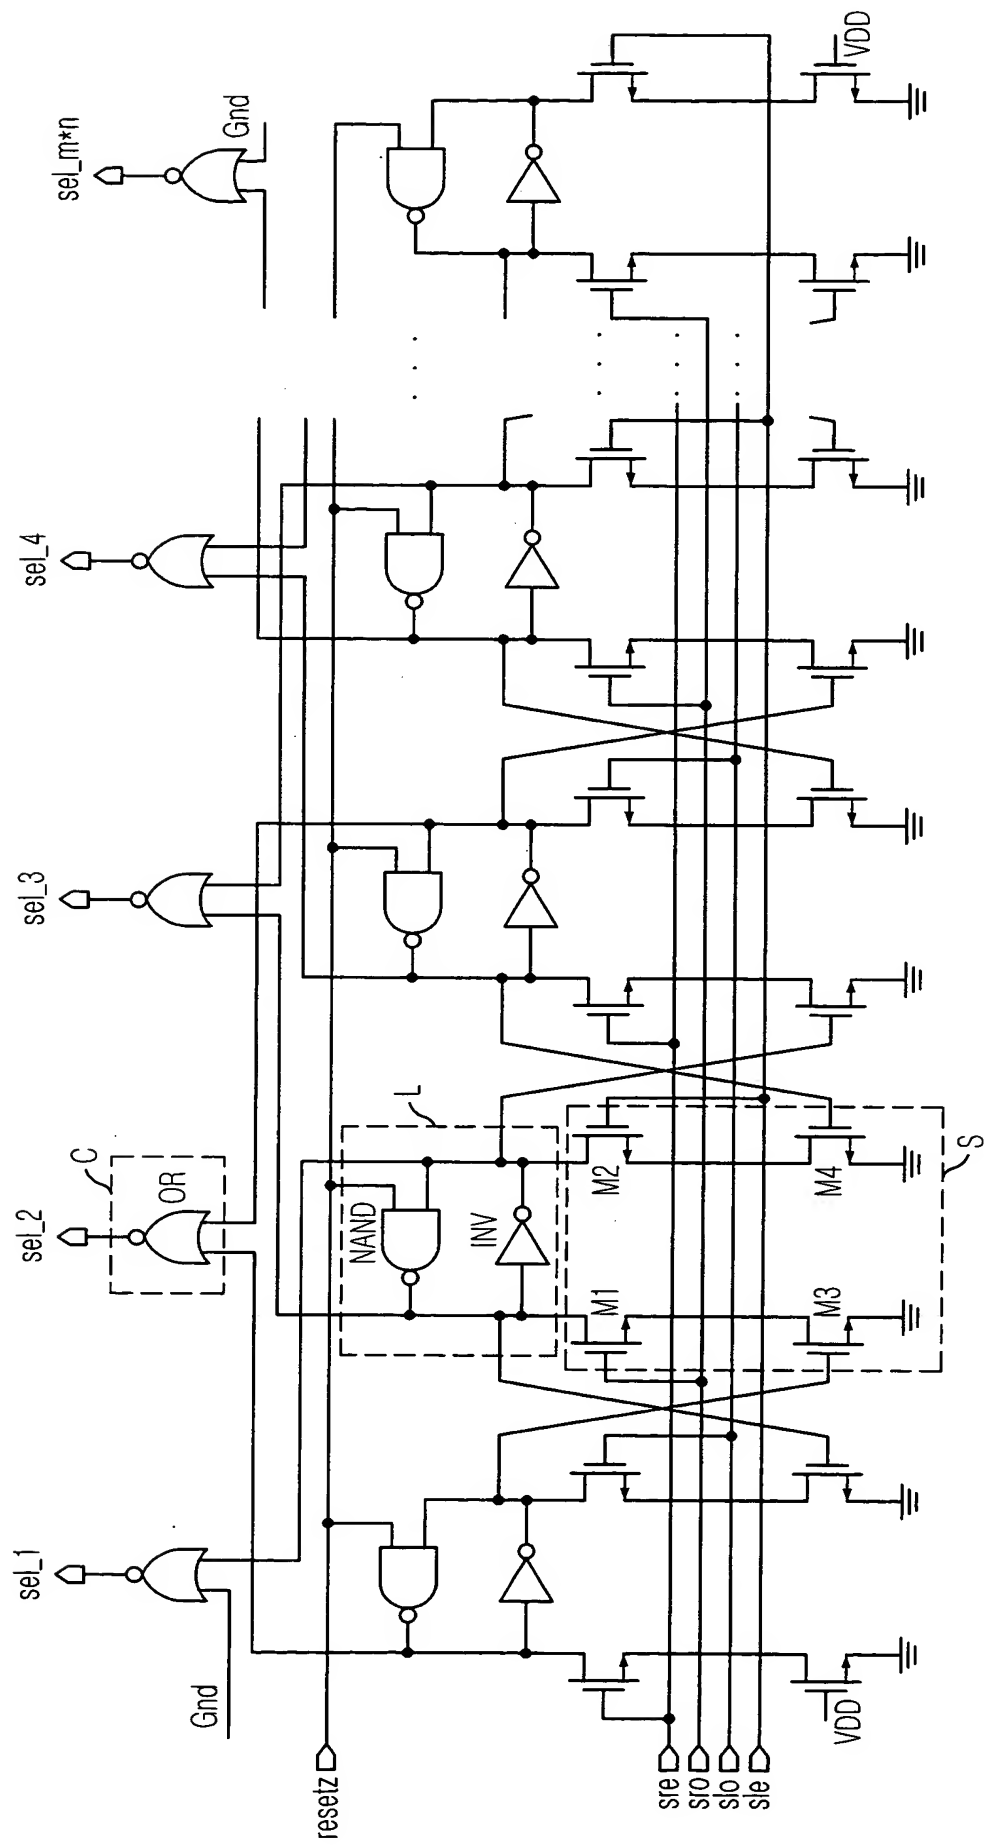 sel_1
sel_2
sel_3
sel_4
sel_m*n
C
OR
Gnd
Gnd
resetz
L
NAND
INV
M1
M2
M3
M4
S
VDD
VDD
sre
sro
slo
sle